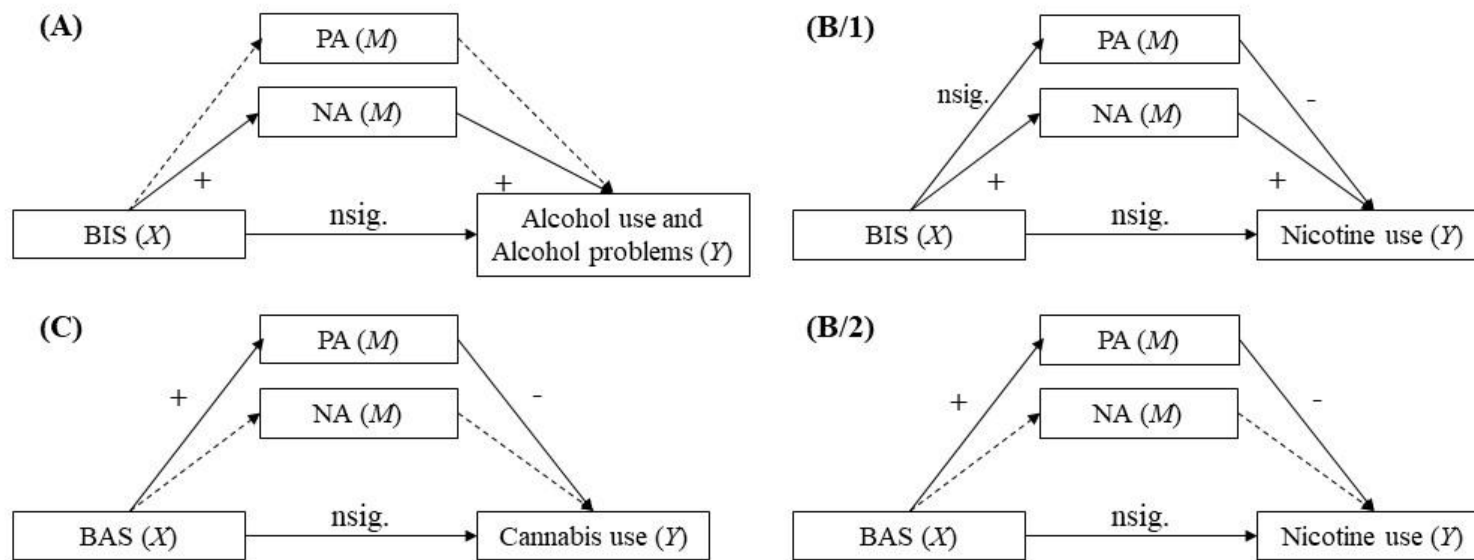 (A)
PA (M)
NA (M)
+
+
BIS (X)
nsig.
Alcohol use and
Alcohol problems (Y)
(B/1)
PA (M)
nsig.
-
NA (M)
+
+
BIS (X)
nsig.
Nicotine use (Y)
(C)
PA (M)
+
-
NA (M)
BAS (X)
nsig.
Cannabis use (Y)
(B/2)
PA (M)
+
-
NA (M)
BAS (X)
nsig.
Nicotine use (Y)